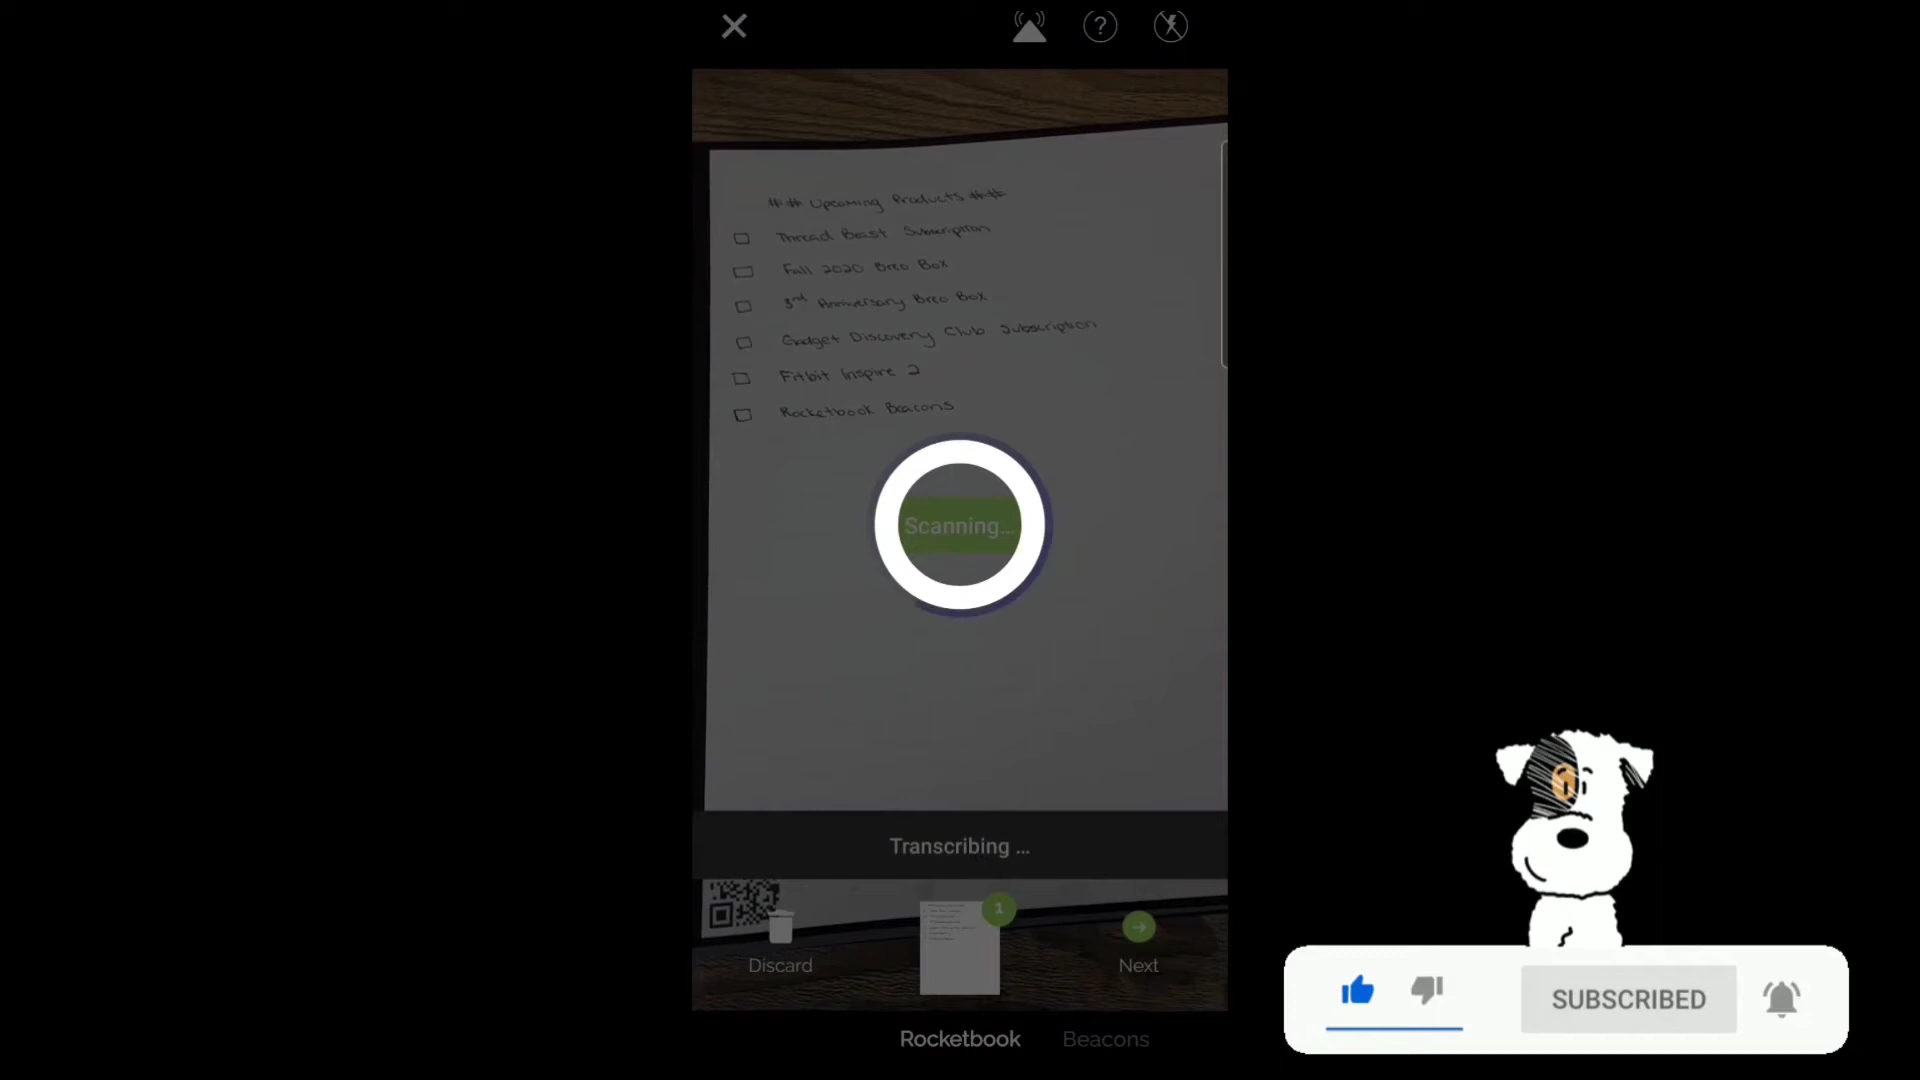 ## Upcoming Products ##
Thread Beast Subscription
Fall 2020 Breo Box
3rd Anniversary Breo Box
Gadget Discovery Club Subscription
Fitbit Inspire 2
Rocketbook Beacons
Scanning...
Transcribing ...
1
Discard
Next
Rocketbook Beacons
SUBSCRIBED